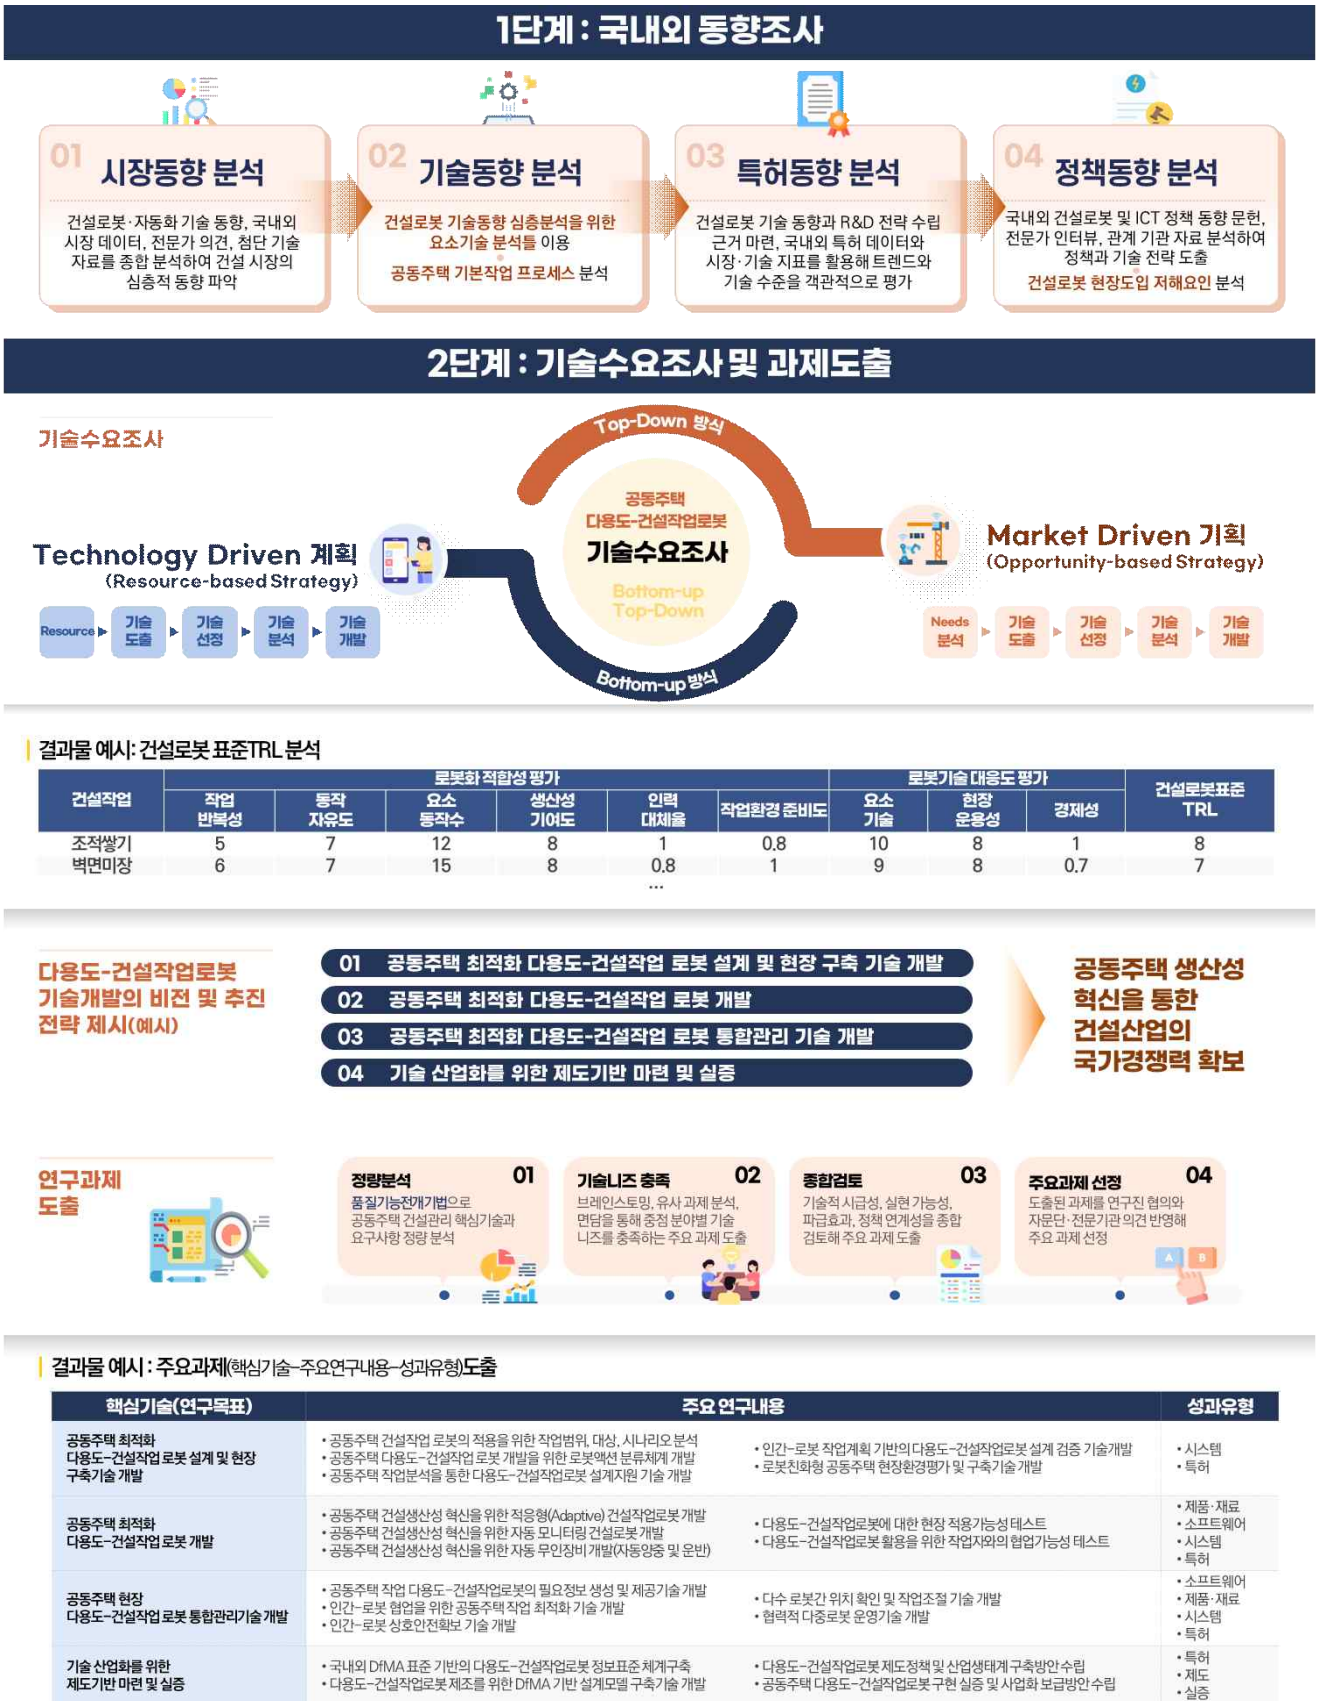 1단계 : 국내외 동향조사
01 시장동향 분석
건설로봇·자동화 기술 동향, 국내외
시장 데이터, 전문가 의견, 첨단 기술
자료를 종합 분석하여 건설 시장의
심층적 동향 파악
02 기술동향 분석
건설로봇 기술동향 심층분석을 위한
요소기술 분석틀 이용
공동주택 기본작업 프로세스 분석
03 특허동향 분석
건설로봇 기술 동향과 R&D 전략 수립
근거 마련, 국내외 특허 데이터와
시장·기술 지표를 활용해 트렌드와
기술 수준을 객관적으로 평가
04 정책동향 분석
국내외 건설로봇 및 ICT 정책 동향 문헌,
전문가 인터뷰, 관계 기관 자료 분석하여
정책과 기술 전략 도출
건설로봇 현장도입 저해요인 분석
2단계 : 기술수요조사 및 과제도출
기술수요조사
Top-Down 방식
공동주택
다용도-건설작업로봇
기술수요조사
Bottom-up
Top-Down
Bottom-up 방식
Technology Driven 계획
(Resource-based Strategy)
Resource 기술 도출 기술 선정 기술 분석 기술 개발
Market Driven 기획
(Opportunity-based Strategy)
Needs 분석 기술 도출 기술 선정 기술 분석 기술 개발
결과물 예시: 건설로봇 표준TRL 분석
건설작업 로봇화 적합성 평가 로봇기술 대응도 평가 건설로봇표준 TRL
작업 반복성 동작 자유도 요소 동작수 생산성 기여도 인력 대체율 작업환경 준비도 요소 기술 현장 운용성 경제성
조적쌓기 5 7 12 8 1 0.8 10 8 1 8
벽면미장 6 7 15 8 0.8 1 9 8 0.7 7
...
다용도-건설작업로봇
기술개발의 비전 및 추진
전략 제시(예시)
01 공동주택 최적화 다용도-건설작업 로봇 설계 및 현장 구축 기술 개발
02 공동주택 최적화 다용도-건설작업 로봇 개발
03 공동주택 최적화 다용도-건설작업 로봇 통합관리 기술 개발
04 기술 산업화를 위한 제도기반 마련 및 실증
공동주택 생산성
혁신을 통한
건설산업의
국가경쟁력 확보
연구과제
도출
정량분석 01
품질기능전개기법으로
공동주택 건설관리 핵심기술과
요구사항 정량 분석
기술니즈 충족 02
브레인스토밍, 유사 과제 분석,
면담을 통해 중점 분야별 기술
니즈를 충족하는 주요 과제 도출
종합검토 03
기술적 시급성, 실현 가능성,
파급효과, 정책 연계성을 종합
검토해 주요 과제 도출
주요과제 선정 04
도출된 과제를 연구진 협의와
자문단·전문기관 의견 반영해
주요 과제 선정
A B
결과물 예시 : 주요과제(핵심기술-주요연구내용-성과유형)도출
핵심기술(연구목표) 주요 연구내용 성과유형
공동주택 최적화
다용도-건설작업 로봇 설계 및 현장
구축기술 개발
• 공동주택 건설작업 로봇의 적용을 위한 작업범위, 대상, 시나리오 분석
• 공동주택 다용도-건설작업 로봇 개발을 위한 로봇액션 분류체계 개발
• 공동주택 작업분석을 통한 다용도-건설작업로봇 설계지원 기술 개발
• 인간-로봇 작업계획 기반의 다용도-건설작업로봇 설계 검증 기술개발
• 로봇친화형 공동주택 현장환경평가 및 구축기술 개발
• 시스템
• 특허
공동주택 최적화
다용도-건설작업 로봇 개발
• 공동주택 건설생산성 혁신을 위한 적응형(Adaptive) 건설작업로봇 개발
• 공동주택 건설생산성 혁신을 위한 자동 모니터링 건설로봇 개발
• 공동주택 건설생산성 혁신을 위한 자동 무인장비 개발(자동양중 및 운반)
• 다용도-건설작업로봇에 대한 현장 적용가능성 테스트
• 다용도-건설작업로봇 활용을 위한 작업자와의 협업가능성 테스트
• 제품·재료
• 소프트웨어
• 시스템
• 특허
공동주택 현장
다용도-건설작업 로봇 통합관리기술 개발
• 공동주택 작업 다용도-건설작업로봇의 필요정보 생성 및 제공기술 개발
• 인간-로봇 협업을 위한 공동주택 작업 최적화 기술 개발
• 인간-로봇 상호안전확보 기술 개발
• 다수 로봇간 위치 확인 및 작업조절 기술 개발
• 협력적 다중로봇 운영기술 개발
• 소프트웨어
• 제품·재료
• 시스템
• 특허
기술 산업화를 위한
제도기반 마련 및 실증
• 국내외 DfMA 표준 기반의 다용도-건설작업로봇 정보표준 체계구축
• 다용도-건설작업로봇 제조를 위한 DfMA 기반 설계모델 구축기술 개발
• 다용도-건설작업로봇 제도정책 및 산업생태계 구축방안 수립
• 공동주택 다용도-건설작업로봇 구현 실증 및 사업화 보급방안 수립
• 특허
• 제도
• 실증